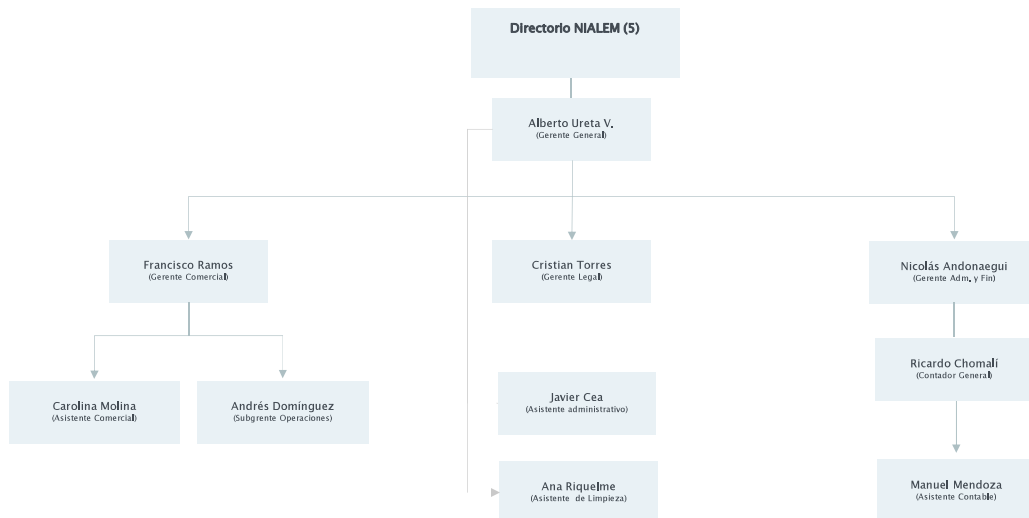 Directorio NIALEM (5)
Alberto Ureta V.
(Gerente General)
Francisco Ramos
(Gerente Comercial)
Cristian Torres
(Gerente Legal)
Nicolás Andonaegui
(Gerente Adm. y Fin)
Ricardo Chomalí
(Contador General)
Carolina Molina
(Asistente Comercial)
Andrés Domínguez
(Subgrente Operaciones)
Javier Cea
(Asistente administrativo)
Ana Riquelme
(Asistente de Limpieza)
Manuel Mendoza
(Asistente Contable)